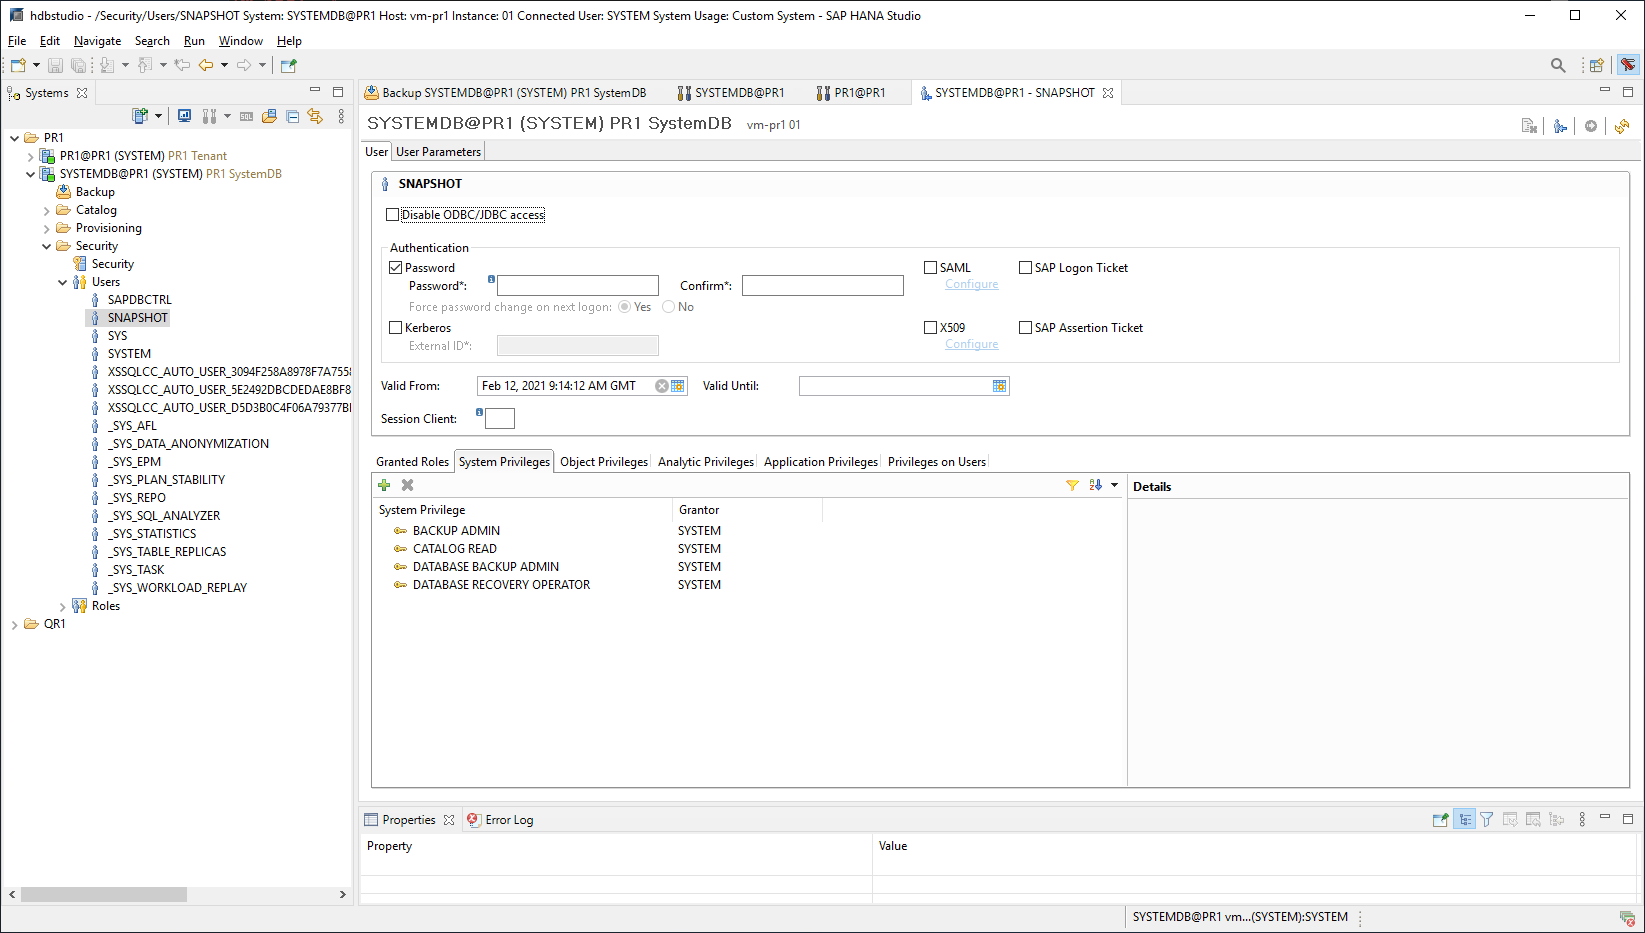 hdbstudio - /Security/Users/SNAPSHOT System: SYSTEMDB@PR1 Host: vm-pr1 Instance: 01 Connected User: SYSTEM System Usage: Custom System - SAP HANA Studio
File Edit Navigate Search Run Window Help
Systems
SQL
PR1
PR1@PR1 (SYSTEM) PR1 Tenant
SYSTEMDB@PR1 (SYSTEM) PR1 SystemDB
Backup
Catalog
Provisioning
Security
Security
Users
SAPDBCTRL
SNAPSHOT
SYS
SYSTEM
XSSQLCC_AUTO_USER_3094F258A8978F7A755
XSSQLCC_AUTO_USER_5E2492DBCDEDAE8BF8
XSSQLCC_AUTO_USER_D5D3B0C4F06A79377
_SYS_AFL
_SYS_DATA_ANONYMIZATION
_SYS_EPM
_SYS_PLAN_STABILITY
_SYS_REPO
_SYS_SQL_ANALYZER
_SYS_STATISTICS
_SYS_TABLE_REPLICAS
_SYS_TASK
_SYS_WORKLOAD_REPLAY
Roles
QR1
Backup SYSTEMDB@PR1 (SYSTEM) PR1 SystemDB
SYSTEMDB@PR1
PR1@PR1
SYSTEMDB@PR1 - SNAPSHOT
SYSTEMDB@PR1 (SYSTEM) PR1 SystemDB vm-pr1 01
User User Parameters
SNAPSHOT
Disable ODBC/JDBC access
Authentication
Password
SAML
SAP Logon Ticket
Password*:
Confirm*:
Configure
Force password change on next logon: Yes No
Kerberos
X509
SAP Assertion Ticket
External ID*:
Configure
Valid From: Feb 12, 2021 9:14:12 AM GMT
Valid Until:
Session Client:
Granted Roles System Privileges Object Privileges Analytic Privileges Application Privileges Privileges on Users
Details
System Privilege Grantor
BACKUP ADMIN SYSTEM
CATALOG READ SYSTEM
DATABASE BACKUP ADMIN SYSTEM
DATABASE RECOVERY OPERATOR SYSTEM
Properties Error Log
Property Value
SYSTEMDB@PR1 vm...(SYSTEM):SYSTEM